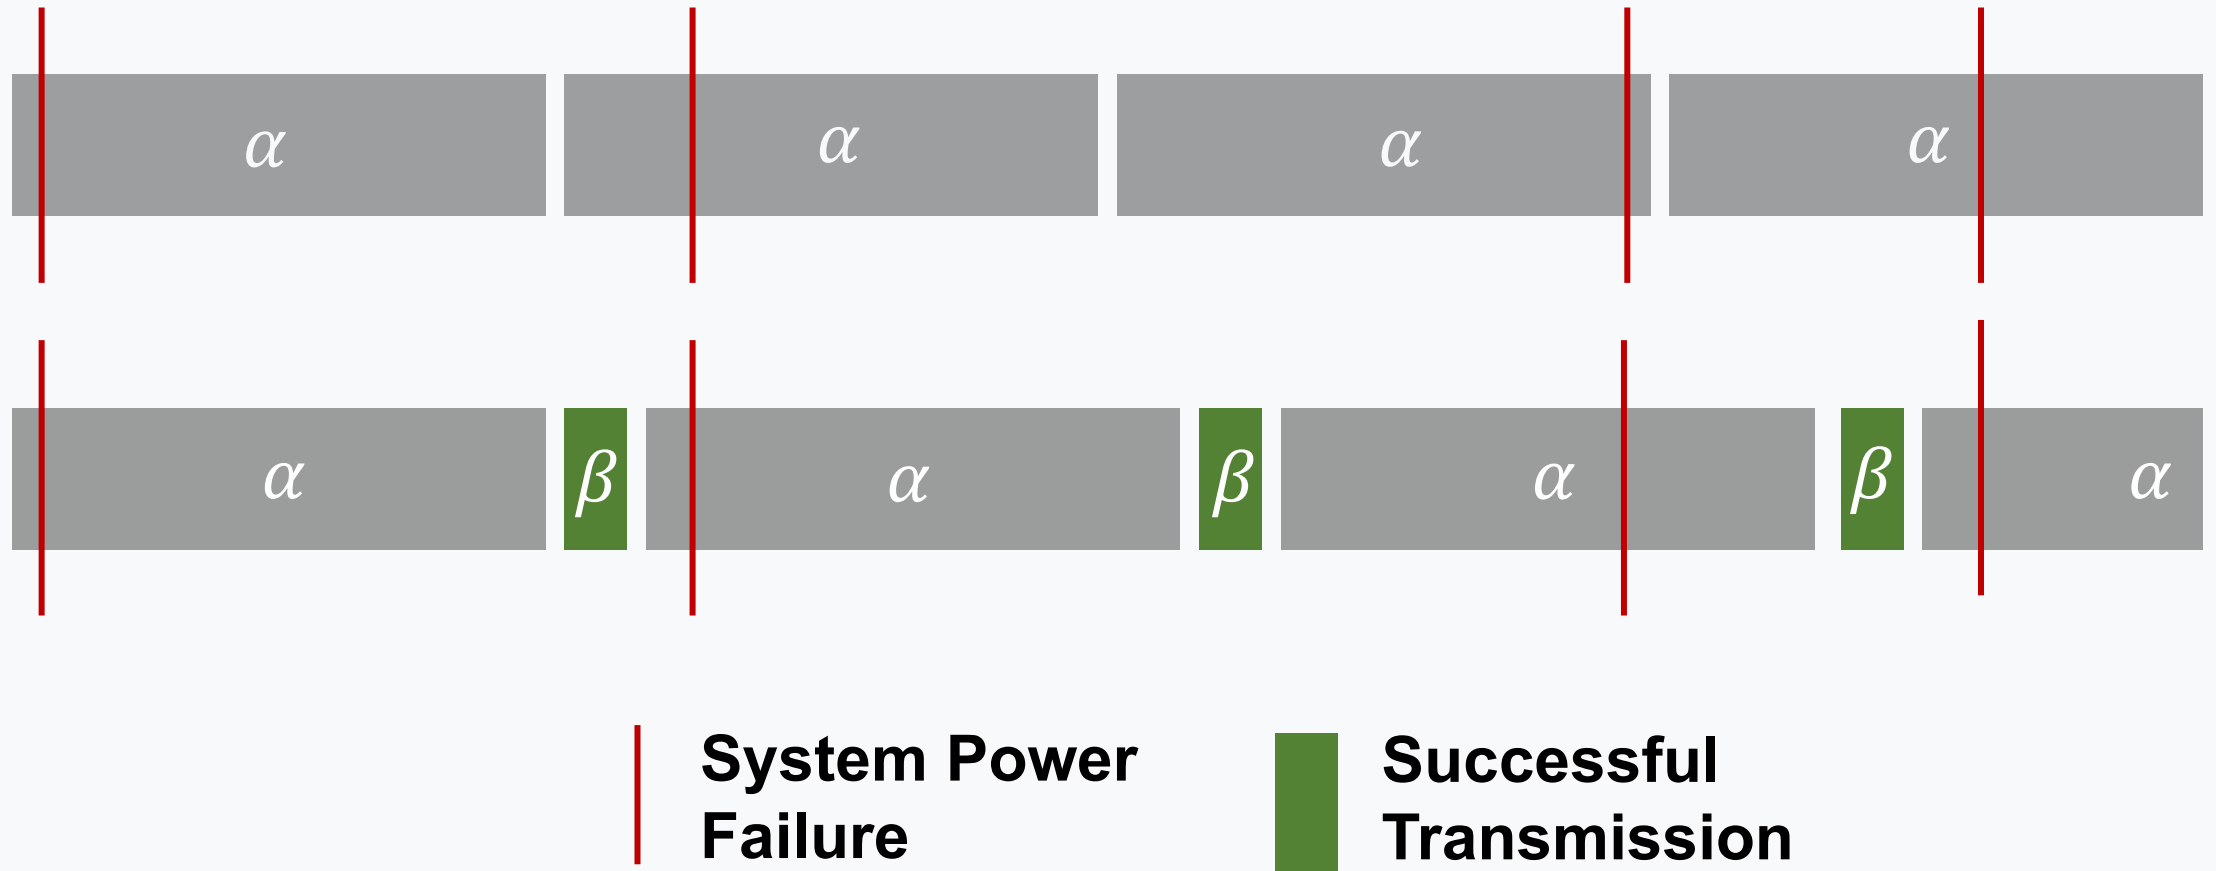 α α α α
α β α β α β α
System Power Successful
Failure Transmission